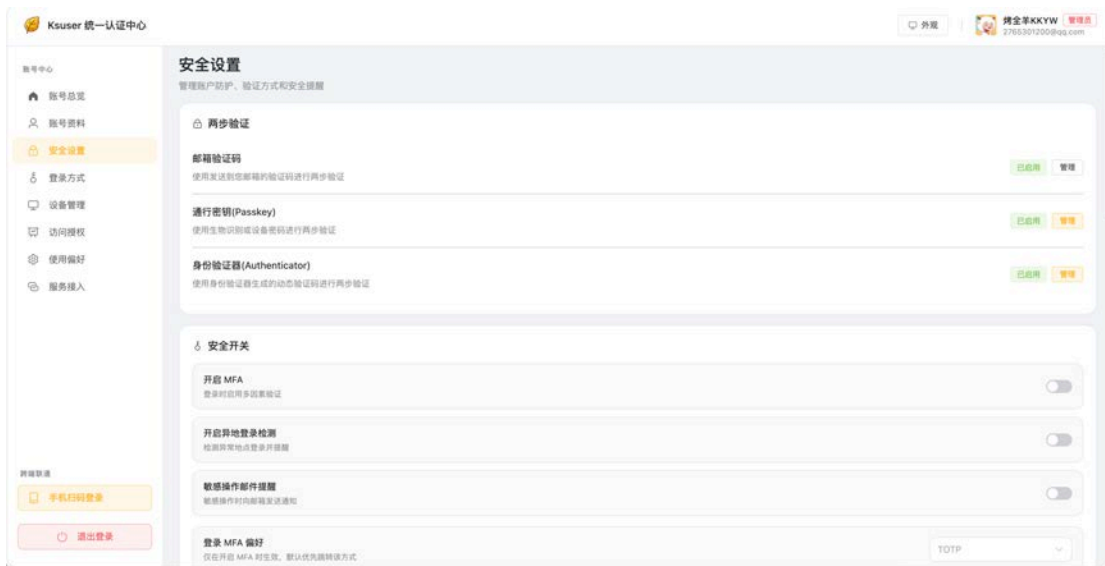 Ksuser 统一认证中心
外观
烤全羊KKYW 管理员
2765301200@qq.com
账号中心
账号总览
账号资料
安全设置
登录方式
设备管理
访问授权
使用偏好
服务接入
跨端联通
手机扫码登录
退出登录
安全设置
管理账户防护、验证方式和安全提醒
两步验证
邮箱验证码
使用发送到您邮箱的验证码进行两步验证
已启用 管理
通行密钥(Passkey)
使用生物识别或设备密码进行两步验证
已启用 管理
身份验证器(Authenticator)
使用身份验证器生成的动态验证码进行两步验证
已启用 管理
安全开关
开启 MFA
登录时启用多因素验证
开启异地登录检测
检测异常地点登录并提醒
敏感操作邮件提醒
敏感操作时向邮箱发送通知
登录 MFA 偏好
仅在开启 MFA 时生效，默认优先跳转该方式
TOTP